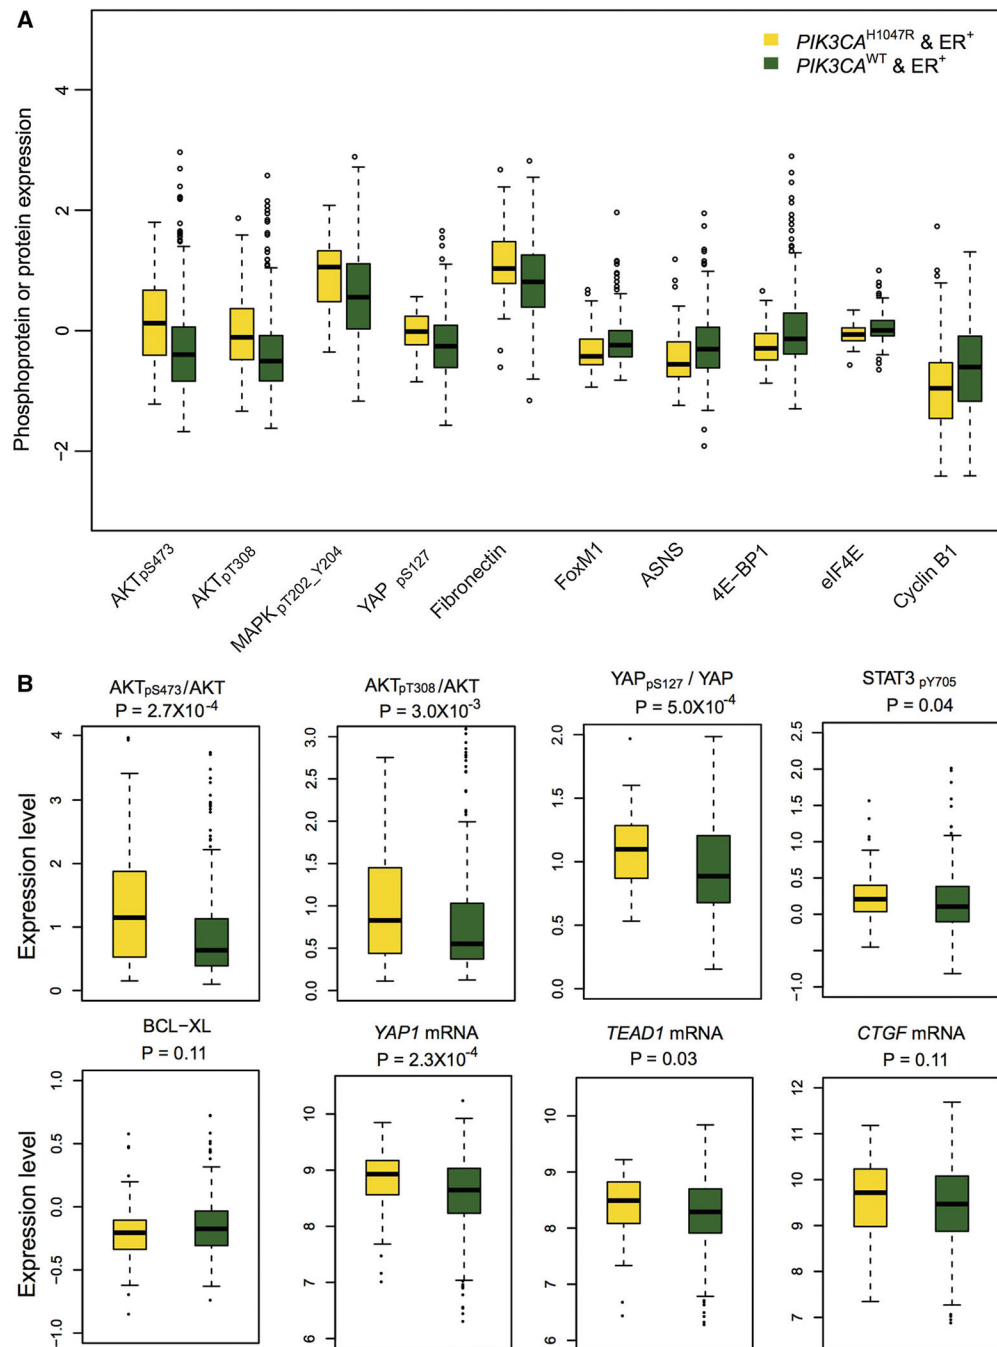 A
PIK3CA^H1047R & ER^+
PIK3CA^WT & ER^+
Phosphoprotein or protein expression
4
2
0
−2
AKTpS473
AKTpT308
MAPK pT202_Y204
YAP pS127
Fibronectin
FoxM1
ASNS
4E−BP1
eIF4E
Cyclin B1
B
AKTpS473/AKT
P = 2.7X10^-4
AKTpT308/AKT
P = 3.0X10^-3
YAPpS127 / YAP
P = 5.0X10^-4
STAT3 pY705
P = 0.04
Expression level
4
3
2
1
0
3.0
2.5
2.0
1.5
1.0
0.5
0.0
2.0
1.5
1.0
0.5
0.0
2.5
2.0
1.5
1.0
0.5
0.0
−1.0
BCL−XL
P = 0.11
YAP1 mRNA
P = 2.3X10^-4
TEAD1 mRNA
P = 0.03
CTGF mRNA
P = 0.11
Expression level
1.0
0.5
0.0
−0.5
−1.0
10
9
8
7
6
10
9
8
7
6
12
11
10
9
8
7